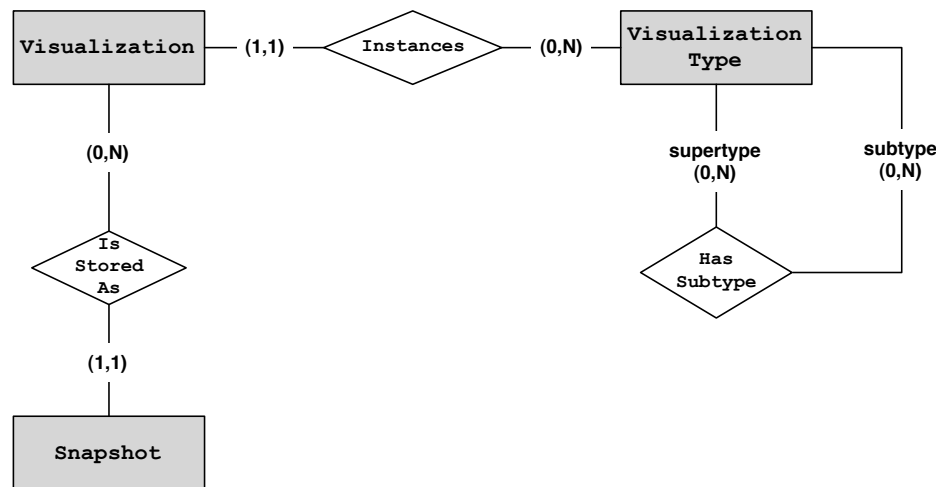 Visualization
(1,1)
Instances
(0,N)
Visualization
Type
(0,N)
supertype
(0,N)
subtype
(0,N)
Is
Stored
As
Has
Subtype
(1,1)
Snapshot